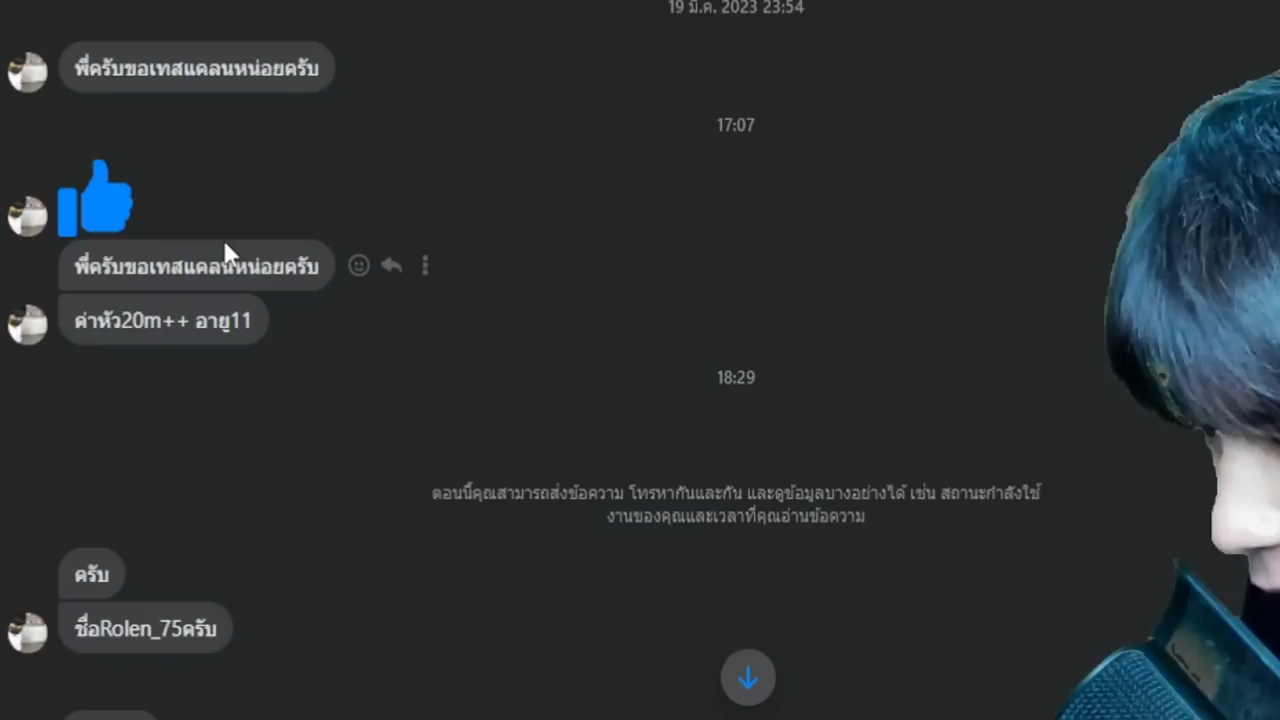 19 มี.ค. 2023 23:54
พี่ครับขอเทสแคลนหน่อยครับ
17:07
พี่ครับขอเทสแคลนหน่อยครับ
ค่าหัว20m++ อายุ11
18:29
ตอนนี้คุณสามารถส่งข้อความ โทรหากันและกัน และดูข้อมูลบางอย่างได้ เช่น สถานะกำลังใช้
งานของคุณและเวลาที่คุณอ่านข้อความ
ครับ
ชื่อRolen_75ครับ